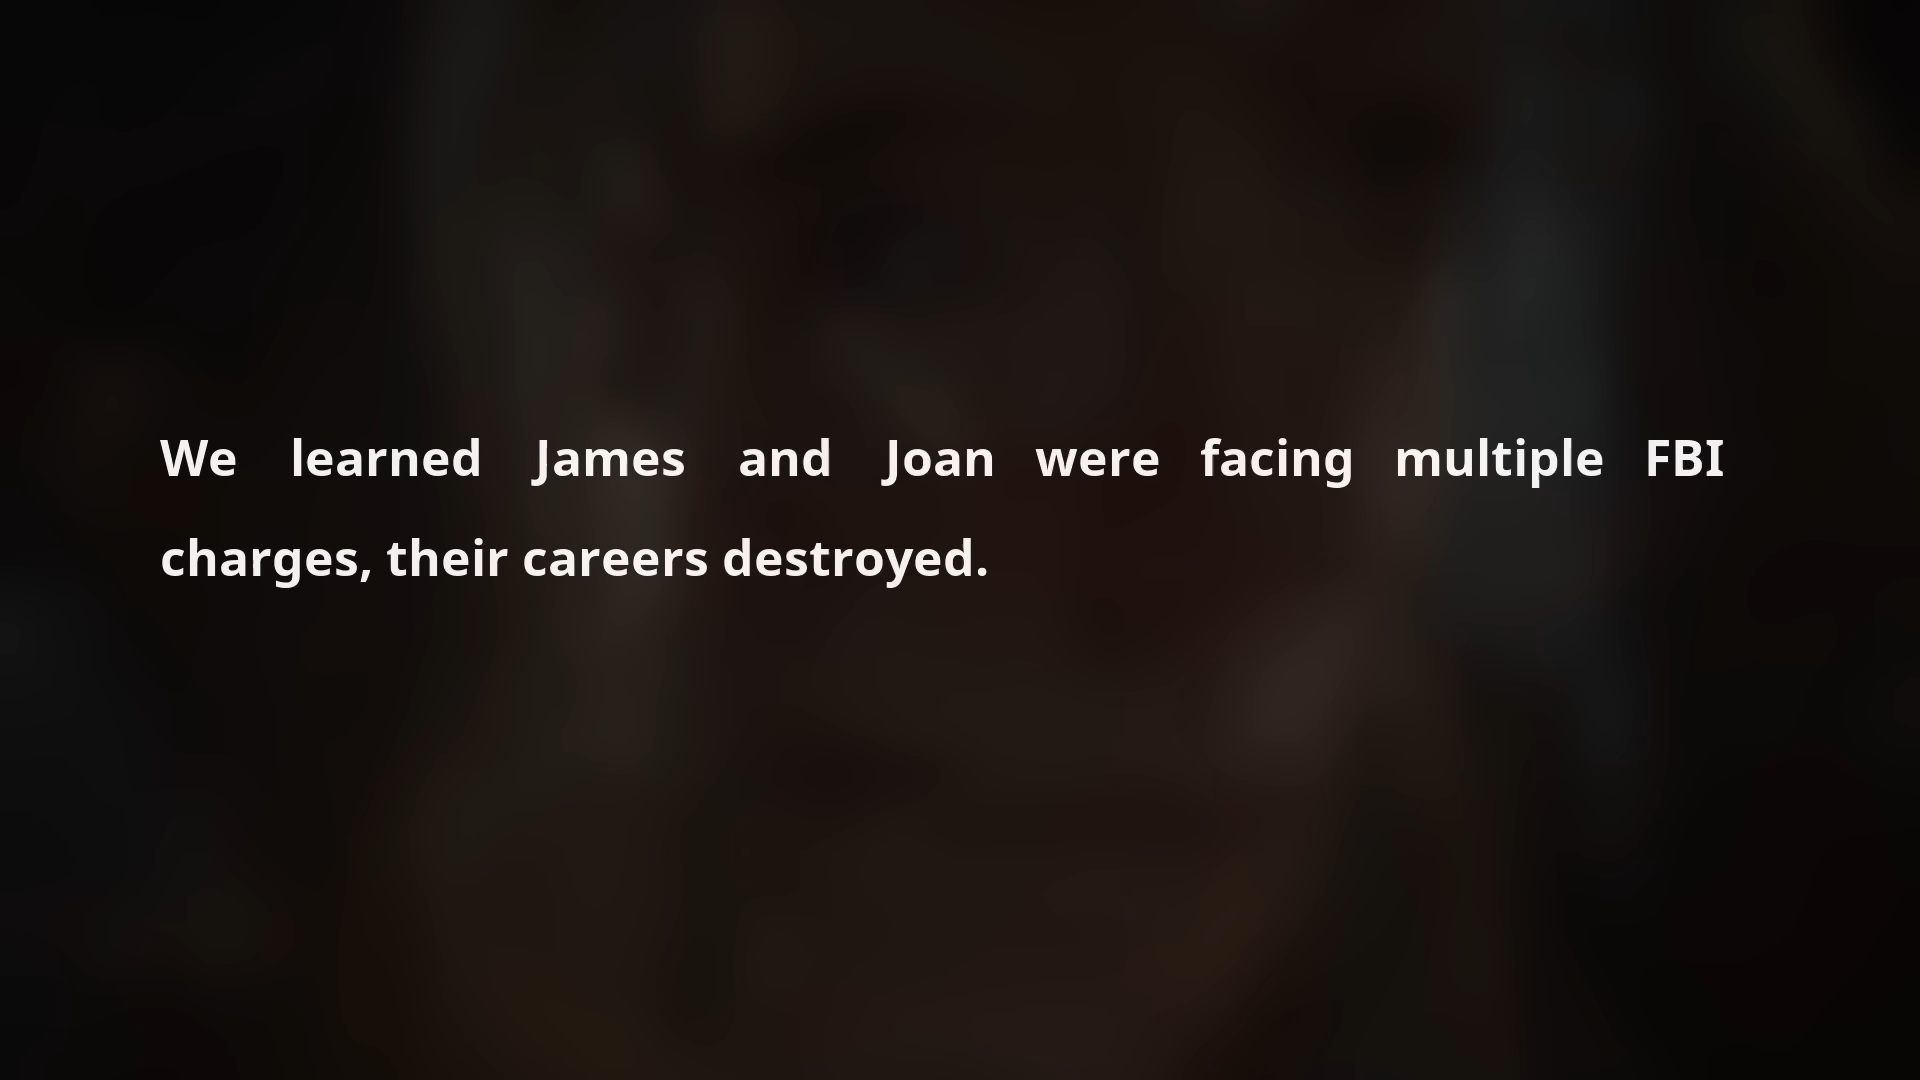 We learned James and Joan were facing multiple FBI
charges, their careers destroyed.